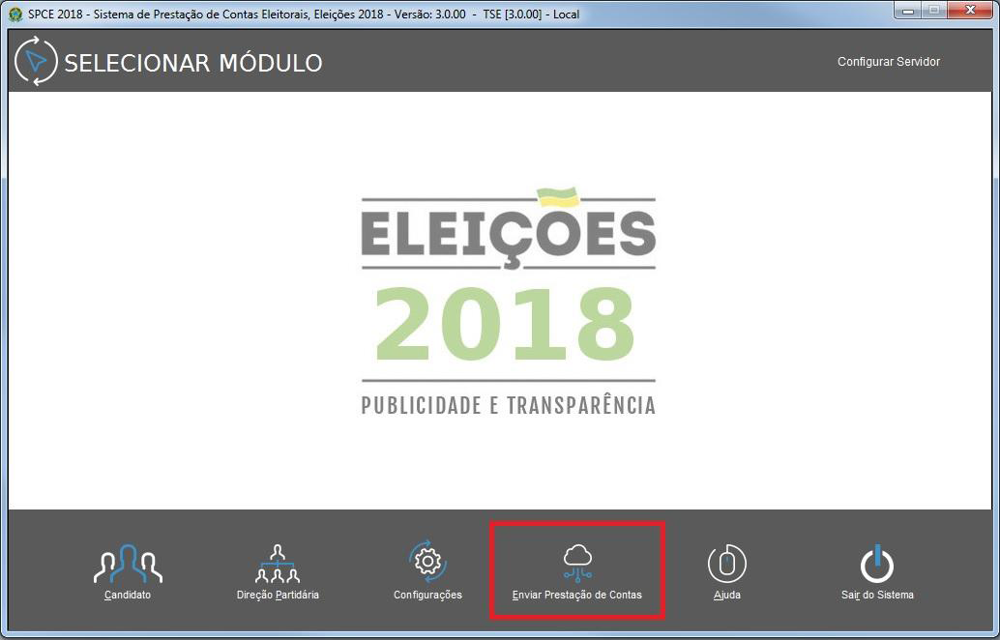 SPCE 2018 - Sistema de Prestação de Contas Eleitorais, Eleições 2018 - Versão: 3.0.00 - TSE [3.0.00] - Local
SELECIONAR MÓDULO
Configurar Servidor
ELEIÇÕES
2018
PUBLICIDADE E TRANSPARÊNCIA
Candidato
Direção Partidária
Configurações
Enviar Prestação de Contas
Ajuda
Sair do Sistema